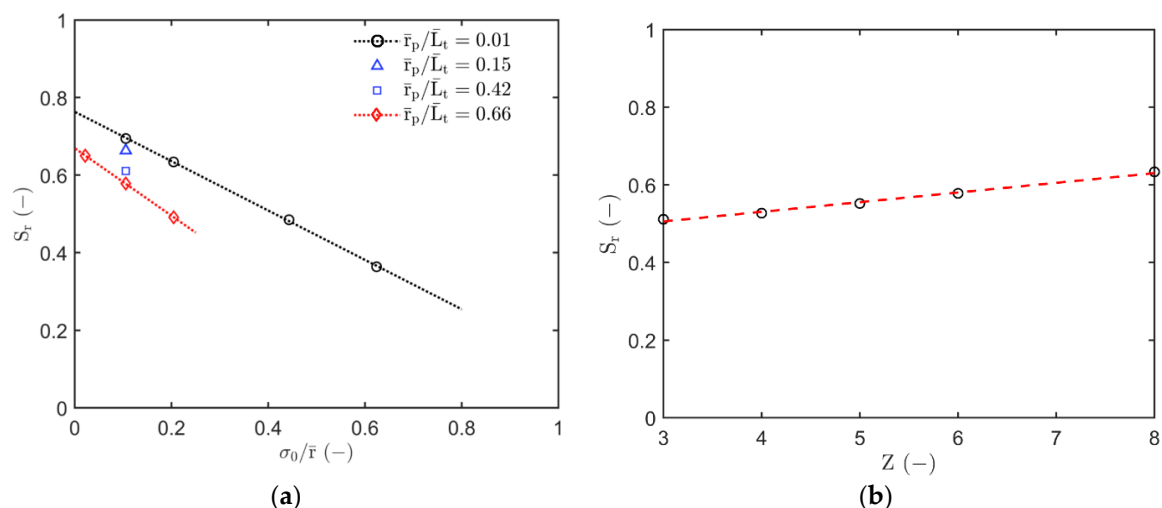 1
0.8
0.6
0.4
0.2
0
S_r (−)
r̄_p/L̄_t = 0.01
r̄_p/L̄_t = 0.15
r̄_p/L̄_t = 0.42
r̄_p/L̄_t = 0.66
0 0.2 0.4 0.6 0.8 1
σ_0/r̄ (−)
(a)
1
0.8
0.6
0.4
0.2
0
S_r (−)
3 4 5 6 7 8
Z (−)
(b)